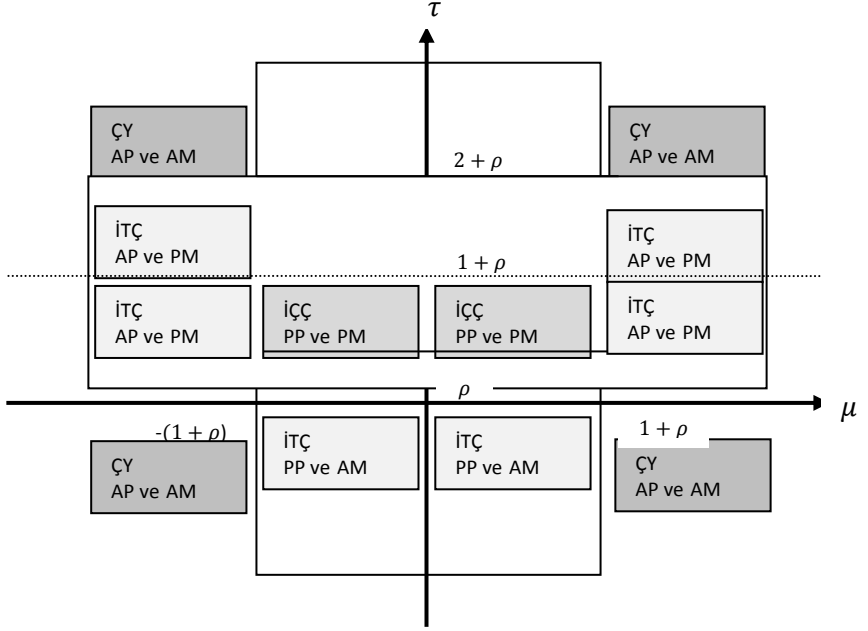 τ
ÇY
AP ve AM
ÇY
AP ve AM
2 + ρ
İTÇ
AP ve PM
İTÇ
AP ve PM
1 + ρ
İTÇ
AP ve PM
İÇÇ
PP ve PM
İÇÇ
PP ve PM
İTÇ
AP ve PM
ρ
μ
-(1 + ρ)
1 + ρ
İTÇ
PP ve AM
İTÇ
PP ve AM
ÇY
AP ve AM
ÇY
AP ve AM